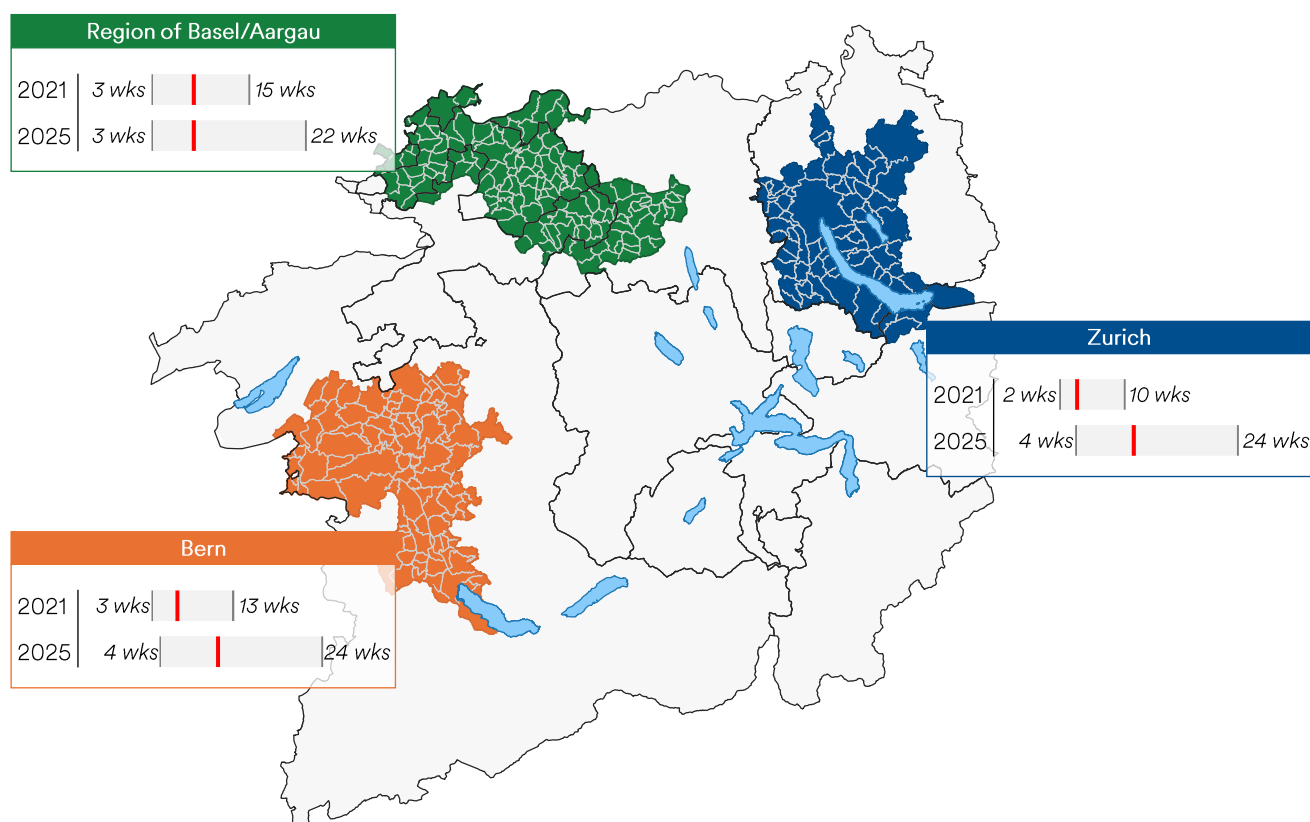 Region of Basel/Aargau
2021 3 wks 15 wks
2025 3 wks 22 wks
Zurich
2021 2 wks 10 wks
2025 4 wks 24 wks
Bern
2021 3 wks 13 wks
2025 4 wks 24 wks